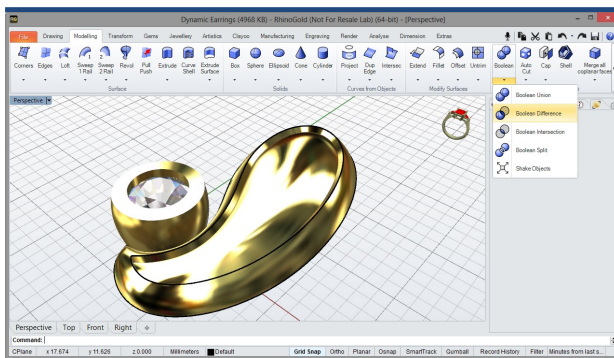 Dynamic Earrings (4968 KB) - RhinoGold (Not For Resale Lab) (64-bit) - [Perspective]
File Drawing Modelling Transform Gems Jewellery Artistics Clayoo Manufacturing Engraving Render Analyse Dimension Extras
Corners Edges Loft Sweep 1 Rail Sweep 2 Rail Revol Pull Push Extrude Curve Shell Extrude Surface Box Sphere Ellipsoid Cone Cylinder Project Dup Edge Intersec Extend Fillet Offset Untrim Boolean Auto Cut Cap Shell Merge all coplanar faces
Surface Solids Curves from Objects Modify Surfaces
Perspective
Boolean Union
Boolean Difference
Boolean Intersection
Boolean Split
Shake Objects
Perspective Top Front Right
Command:
CPlane x 17.674 y 11.626 z 0.000 Millimeters Default Grid Snap Ortho Planar Osnap SmartTrack Gumball Record History Filter Minutes from last s...